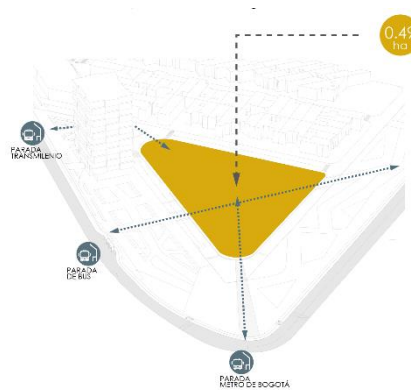 0.49
ha
PARADA
TRANSMILENIO
PARADA
DE BUS
PARADA
METRO DE BOGOTÁ